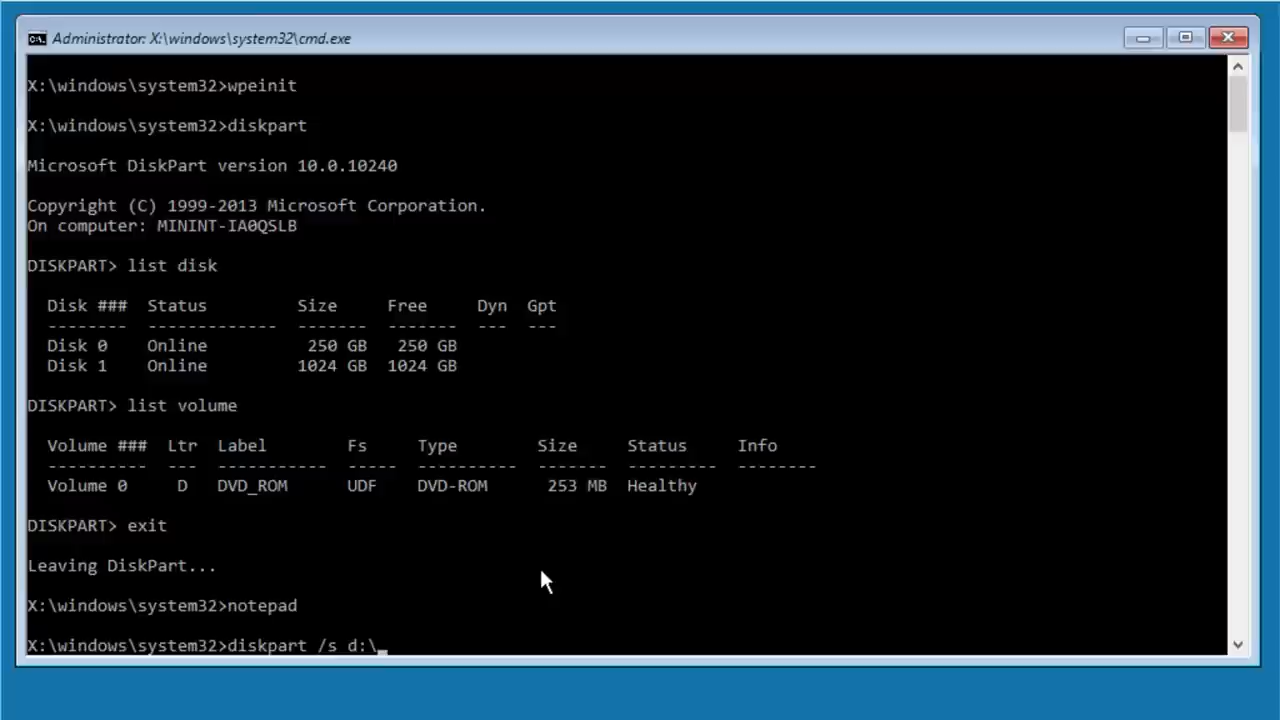 Administrator: X:\windows\system32\cmd.exe
X:\windows\system32>wpeinit
X:\windows\system32>diskpart
Microsoft DiskPart version 10.0.10240
Copyright (C) 1999-2013 Microsoft Corporation.
On computer: MININT-IA0QSLB
DISKPART> list disk
Disk ### Status Size Free Dyn Gpt
-------- ------------- ------- ------- --- ---
Disk 0 Online 250 GB 250 GB
Disk 1 Online 1024 GB 1024 GB
DISKPART> list volume
Volume ### Ltr Label Fs Type Size Status Info
---------- --- ----------- ----- ---------- ------- --------- --------
Volume 0 D DVD_ROM UDF DVD-ROM 253 MB Healthy
DISKPART> exit
Leaving DiskPart...
X:\windows\system32>notepad
X:\windows\system32>diskpart /s d:\_